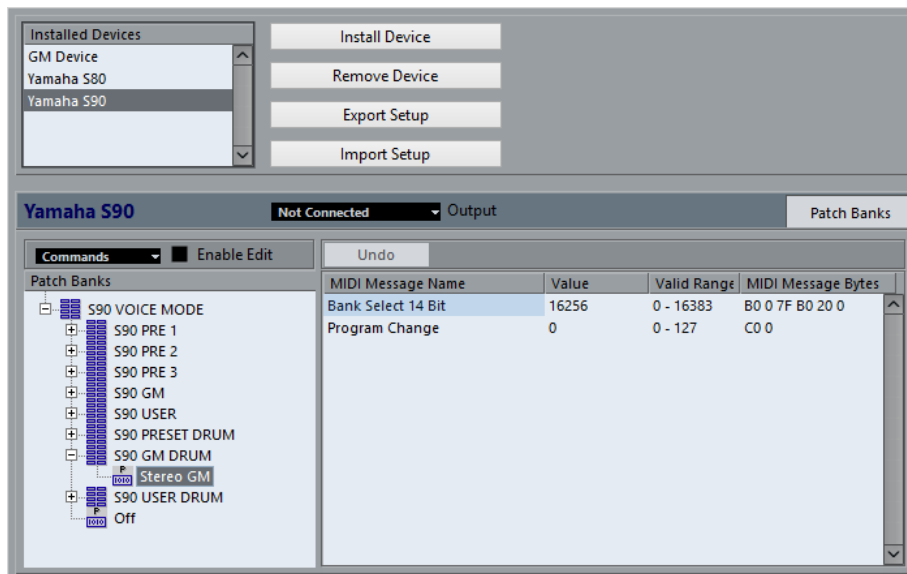 Installed Devices
GM Device
Yamaha S80
Yamaha S90
Install Device
Remove Device
Export Setup
Import Setup
Yamaha S90
Not Connected
Output
Patch Banks
Commands
Enable Edit
Undo
Patch Banks
S90 VOICE MODE
S90 PRE 1
S90 PRE 2
S90 PRE 3
S90 GM
S90 USER
S90 PRESET DRUM
S90 GM DRUM
P
1010
Stereo GM
S90 USER DRUM
P
1010
Off
MIDI Message Name Value Valid Range MIDI Message Bytes
Bank Select 14 Bit 16256 0 - 16383 B0 0 7F B0 20 0
Program Change 0 0 - 127 C0 0